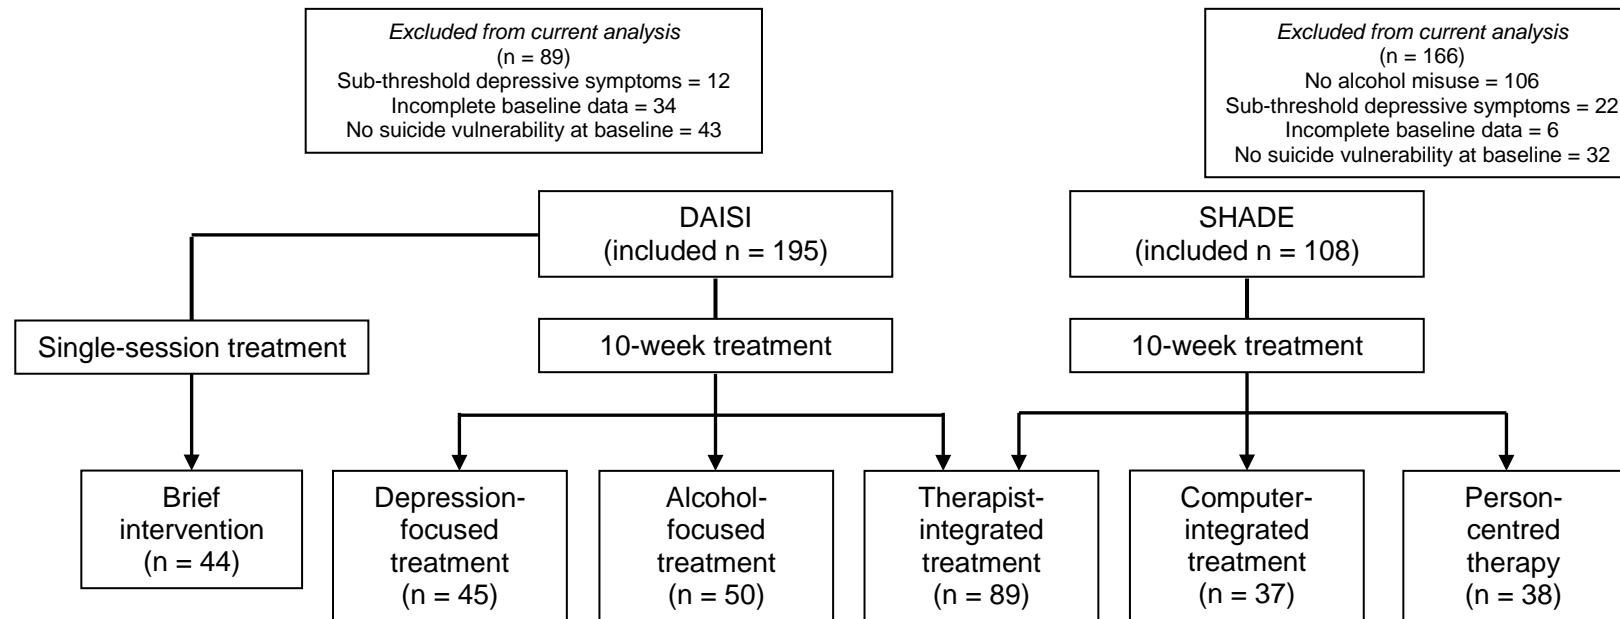 Excluded from current analysis
(n = 89)
Sub-threshold depressive symptoms = 12
Incomplete baseline data = 34
No suicide vulnerability at baseline = 43
Excluded from current analysis
(n = 166)
No alcohol misuse = 106
Sub-threshold depressive symptoms = 22
Incomplete baseline data = 6
No suicide vulnerability at baseline = 32
DAISI
(included n = 195)
SHADE
(included n = 108)
Single-session treatment
10-week treatment
10-week treatment
Brief
intervention
(n = 44)
Depression-
focused
treatment
(n = 45)
Alcohol-
focused
treatment
(n = 50)
Therapist-
integrated
treatment
(n = 89)
Computer-
integrated
treatment
(n = 37)
Person-
centred
therapy
(n = 38)